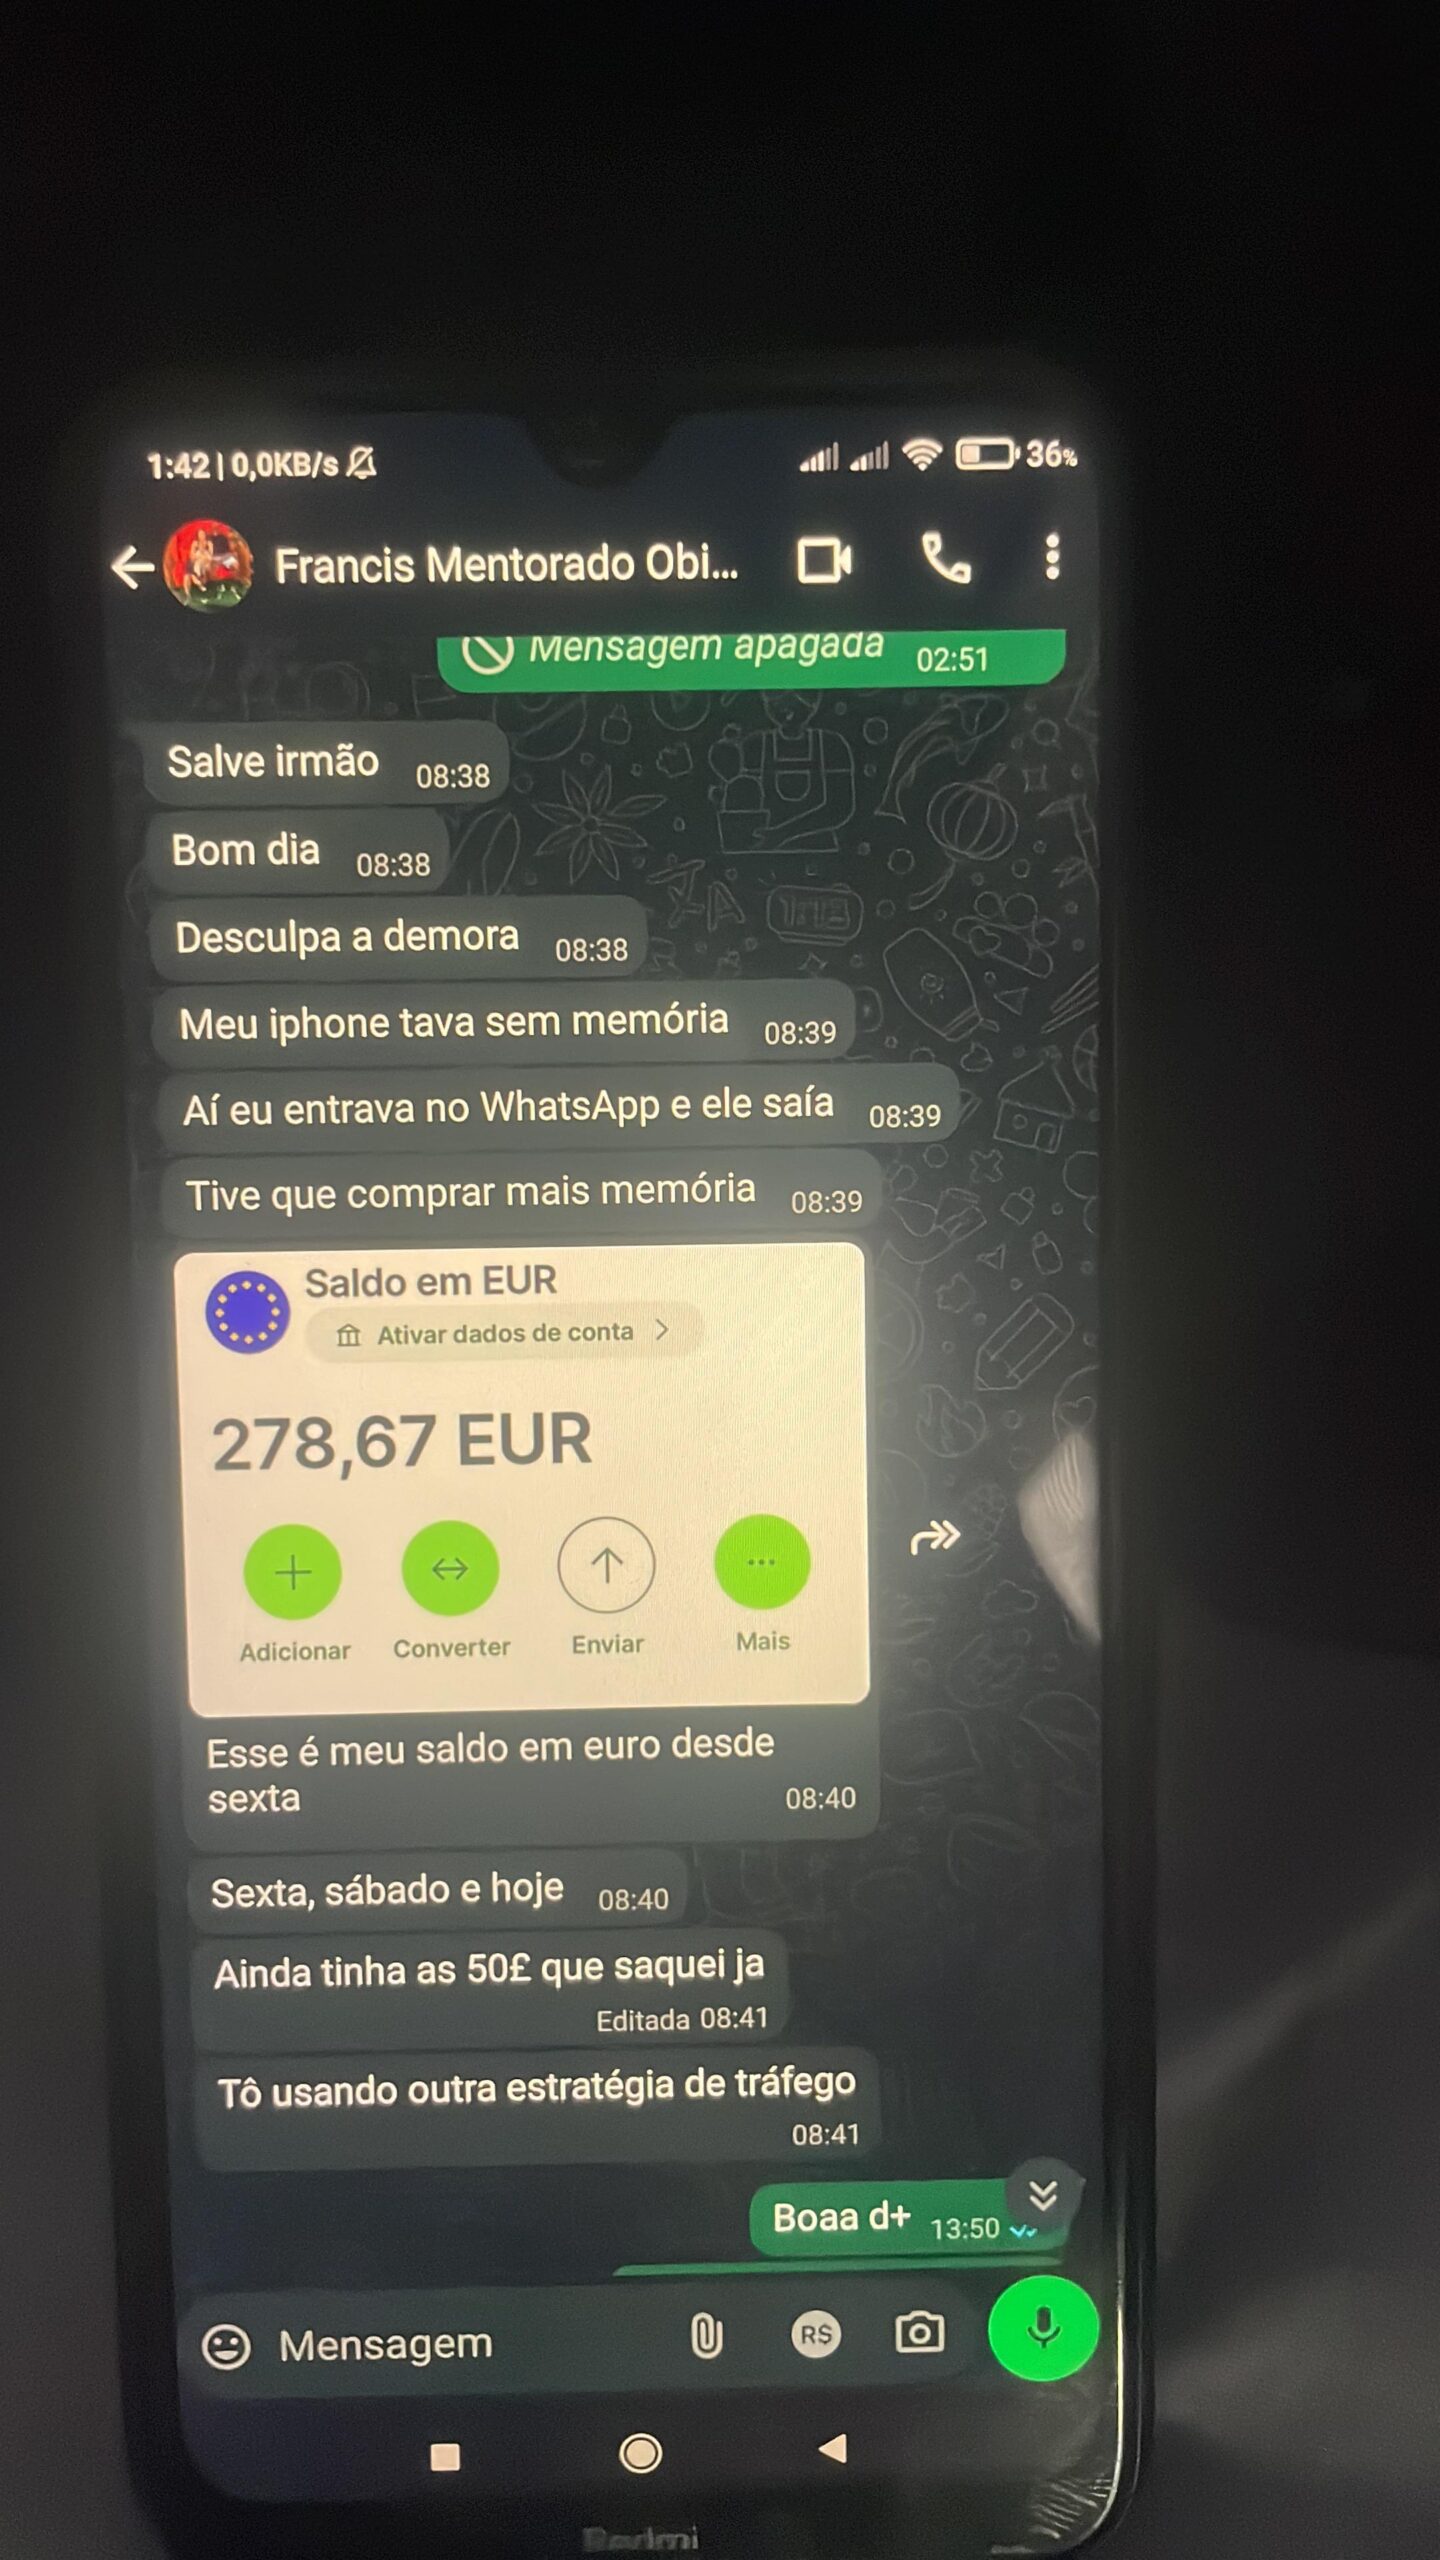 1:42 | 0,0KB/s
36%
Francis Mentorado Obi...
Mensagem apagada 02:51
Salve irmão 08:38
Bom dia 08:38
Desculpa a demora 08:38
Meu iphone tava sem memória 08:39
Aí eu entrava no WhatsApp e ele saía 08:39
Tive que comprar mais memória 08:39
Saldo em EUR
Ativar dados de conta
278,67 EUR
Adicionar Converter Enviar Mais
Esse é meu saldo em euro desde
sexta 08:40
Sexta, sábado e hoje 08:40
Ainda tinha as 50£ que saquei ja
Editada 08:41
Tô usando outra estratégia de tráfego
08:41
Boaa d+ 13:50
Mensagem R$
Redmi